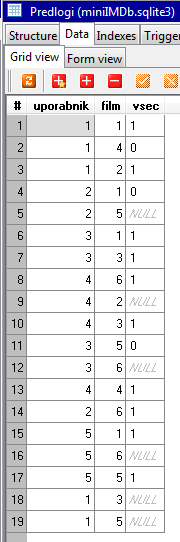 Predlogi (miniIMDb.sqlite3)
Structure Data Indexes Trigger
Grid view Form view
# uporabnik film vsec
1 1 1 1
2 1 4 0
3 1 2 1
4 2 1 0
5 2 5 NULL
6 3 1 1
7 3 3 1
8 4 6 1
9 4 2 NULL
10 4 3 1
11 3 5 0
12 3 6 NULL
13 4 4 1
14 2 6 1
15 5 1 1
16 5 6 NULL
17 5 5 1
18 1 3 NULL
19 1 5 NULL